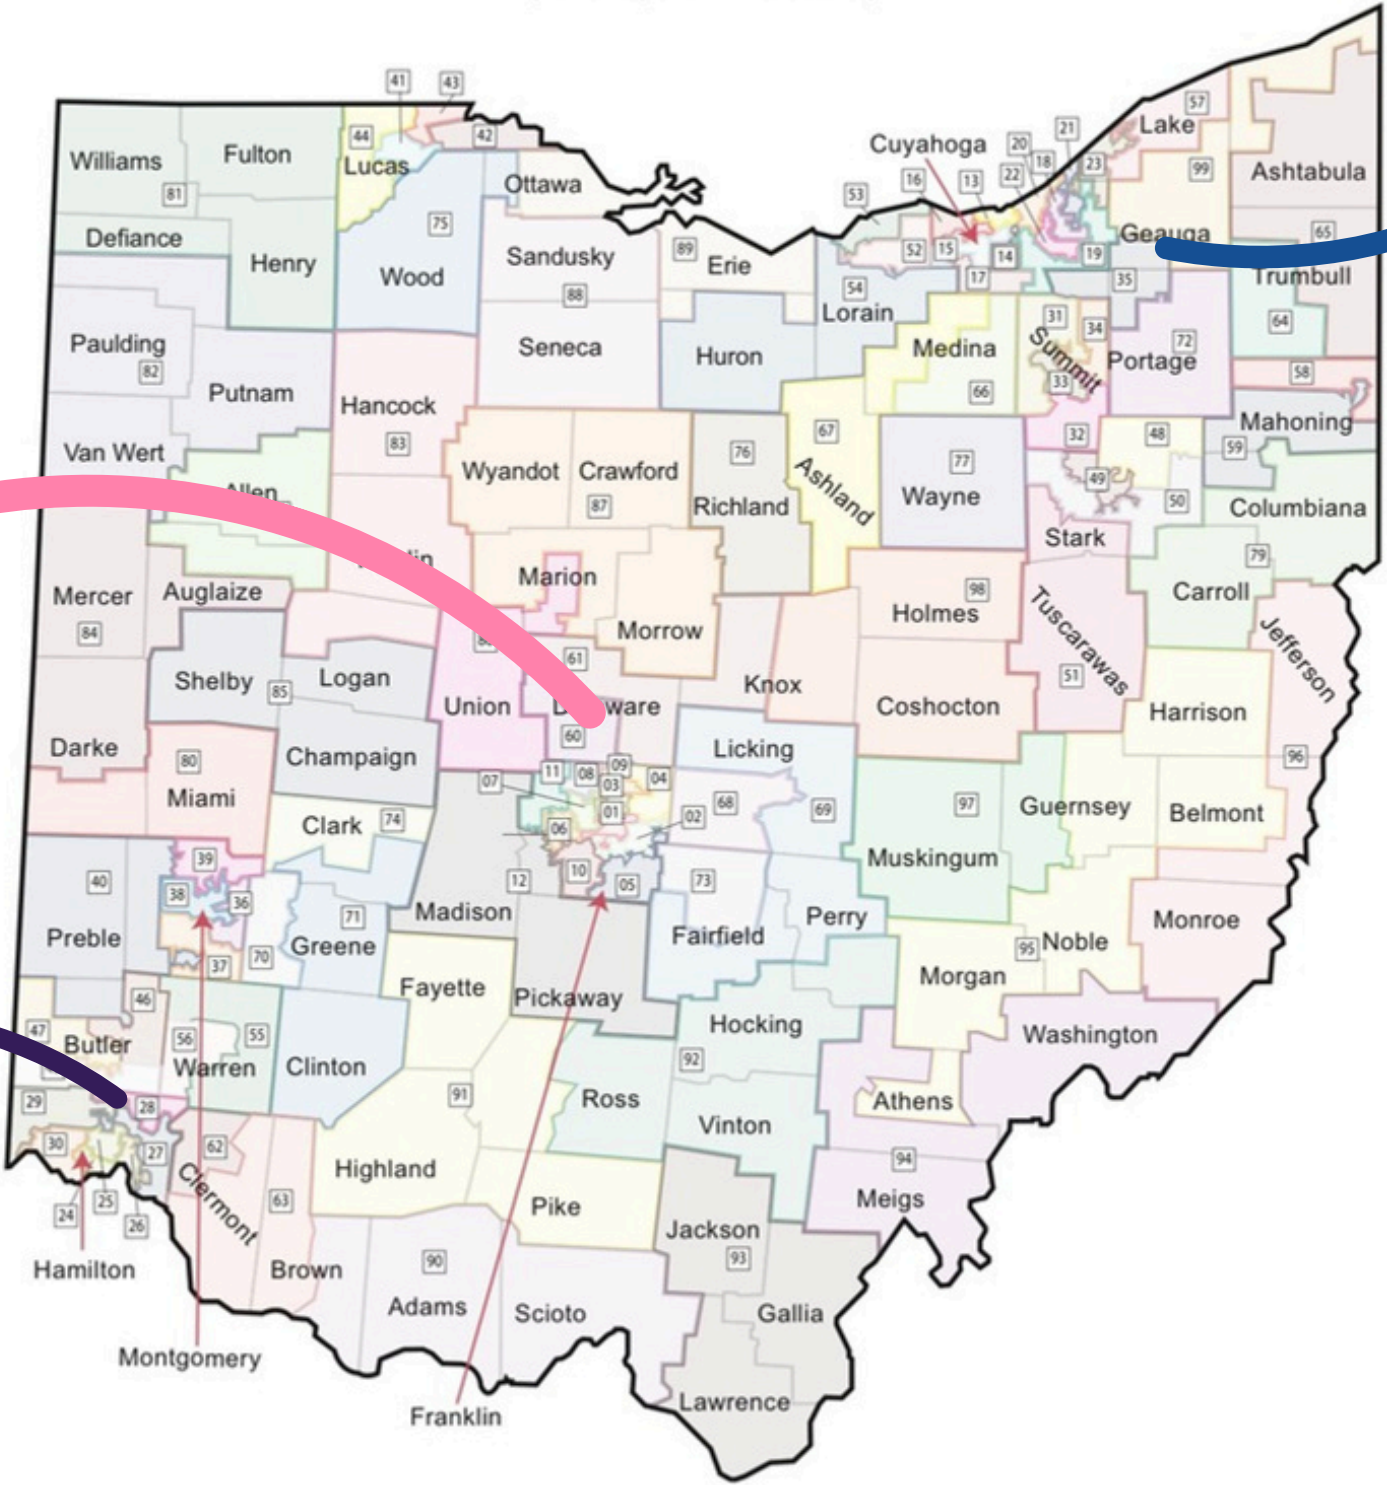 41
43
57
44
42
Lake
Cuyahoga
21
20
18
Williams
Fulton
Lucas
22
23
16
13
99
Ashtabula
81
Ottawa
53
Defiance
75
Geauga
65
Henry
Wood
Sandusky
89
Erie
52
15
14
19
Trumbull
88
54
17
35
Lorain
31
34
64
Paulding
82
Seneca
Huron
Medina
Summit
72
Portage
58
Putnam
Hancock
66
33
83
67
48
Mahoning
32
Van Wert
Wyandot
Crawford
76
Ashland
77
59
Allen
87
Richland
Wayne
49
50
Columbiana
Stark
79
Marion
98
Mercer
Auglaize
Holmes
Tuscarawas
Carroll
Jefferson
84
Morrow
61
Shelby
Logan
85
Knox
51
Union
Coshocton
Harrison
60
Darke
Champaign
Licking
80
11
08
09
04
96
07
03
Miami
01
02
68
69
97
Guernsey
Belmont
Clark
74
06
39
Muskingum
40
38
36
10
05
12
73
71
Madison
Perry
Monroe
Preble
Greene
Fairfield
95
Noble
37
70
Fayette
Morgan
46
Pickaway
47
Butler
56
55
Hocking
Washington
Warren
Clinton
92
29
28
91
Ross
Athens
30
27
62
Vinton
Clermont
Highland
94
24
25
26
63
Pike
Meigs
Jackson
Hamilton
Brown
90
93
Adams
Scioto
Gallia
Montgomery
Franklin
Lawrence